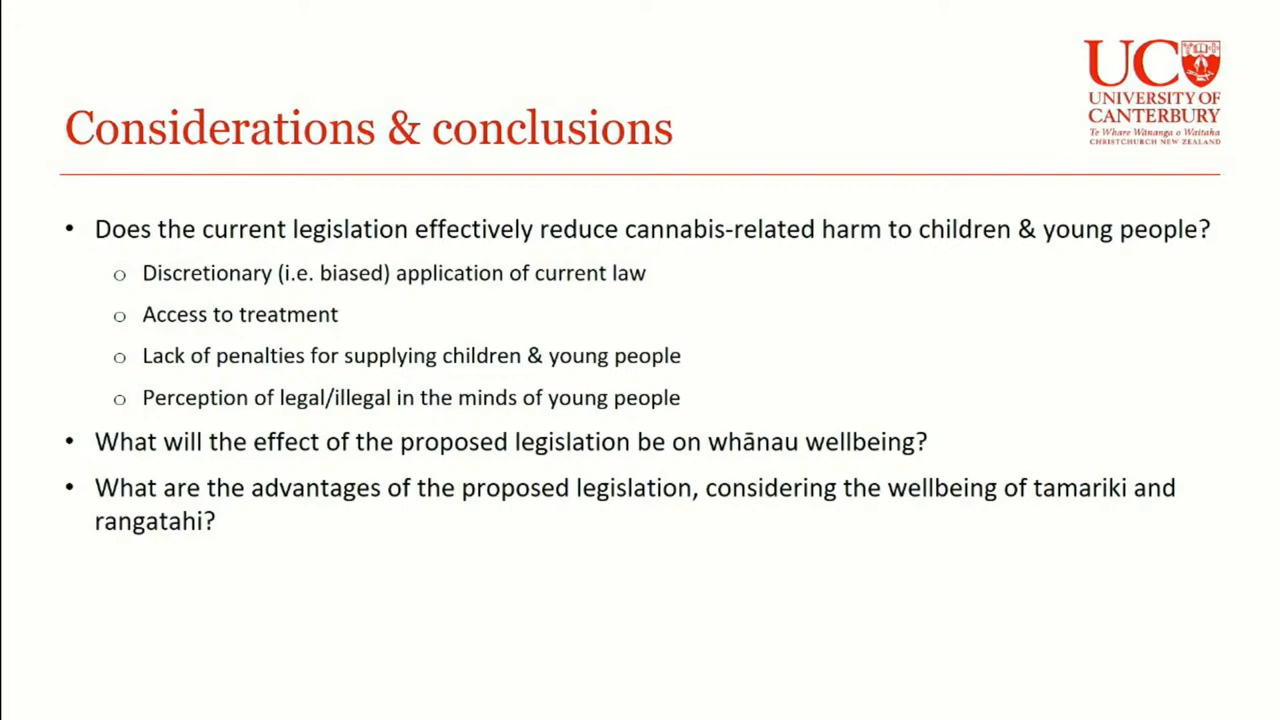 Considerations & conclusions
UC
UNIVERSITY OF
CANTERBURY
Te Whare Wānanga o Waitaha
CHRISTCHURCH NEW ZEALAND
• Does the current legislation effectively reduce cannabis-related harm to children & young people?
o Discretionary (i.e. biased) application of current law
o Access to treatment
o Lack of penalties for supplying children & young people
o Perception of legal/illegal in the minds of young people
• What will the effect of the proposed legislation be on whānau wellbeing?
• What are the advantages of the proposed legislation, considering the wellbeing of tamariki and
rangatahi?